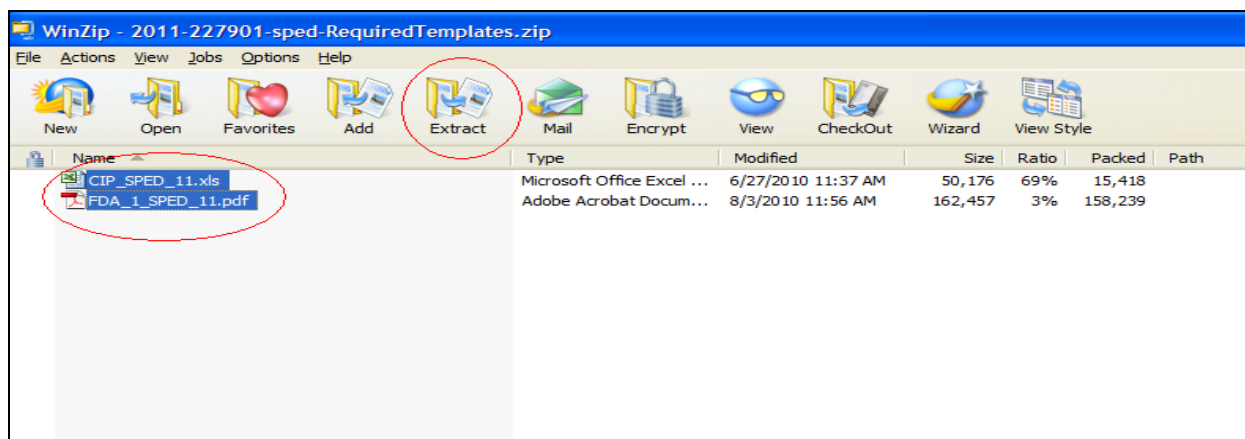 WinZip - 2011-227901-sped-RequiredTemplates.zip
File Actions View Jobs Options Help
New Open Favorites Add Extract Mail Encrypt View CheckOut Wizard View Style
Name Type Modified Size Ratio Packed Path
CIP_SPED_11.xls Microsoft Office Excel ... 6/27/2010 11:37 AM 50,176 69% 15,418
FDA_1_SPED_11.pdf Adobe Acrobat Docum... 8/3/2010 11:56 AM 162,457 3% 158,239